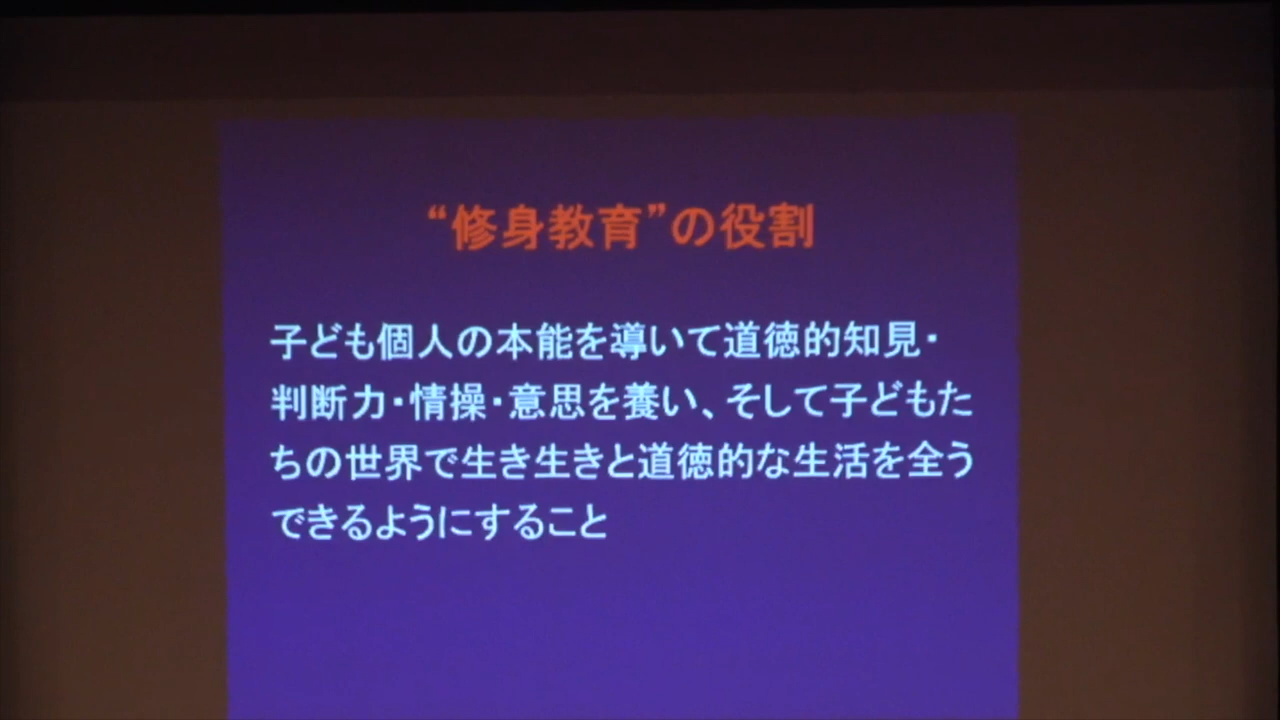 “修身教育”の役割
子ども個人の本能を導いて道徳的知見・
判断力・情操・意思を養い、そして子どもた
ちの世界で生き生きと道徳的な生活を全う
できるようにすること